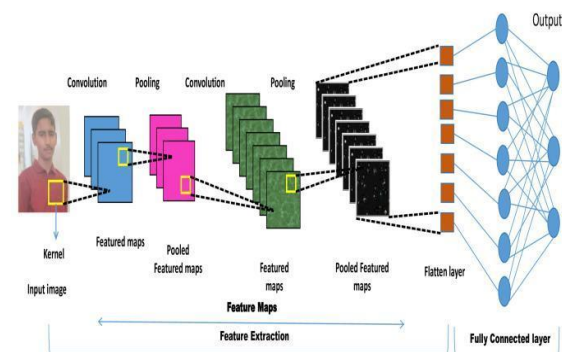 Output
Convolution
Pooling
Convolution
Pooling
Kernel
Input image
Featured maps
Pooled
Featured maps
Featured
maps
Pooled Featured
maps
Flatten layer
Feature Maps
Feature Extraction
Fully Connected layer